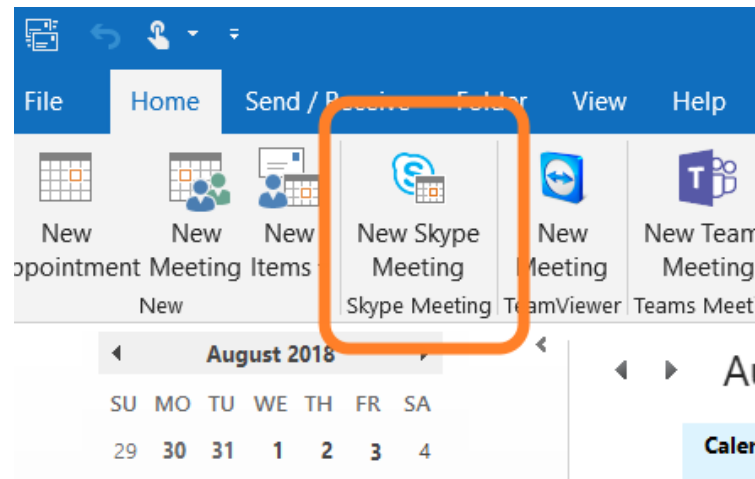 File Home Send / Receive Folder View Help
New New New New Skype New New Team
ppointment Meeting Items Meeting Meeting Meeting
New Skype Meeting TeamViewer Teams Meet
August 2018
SU MO TU WE TH FR SA
29 30 31 1 2 3 4
Au
Caler